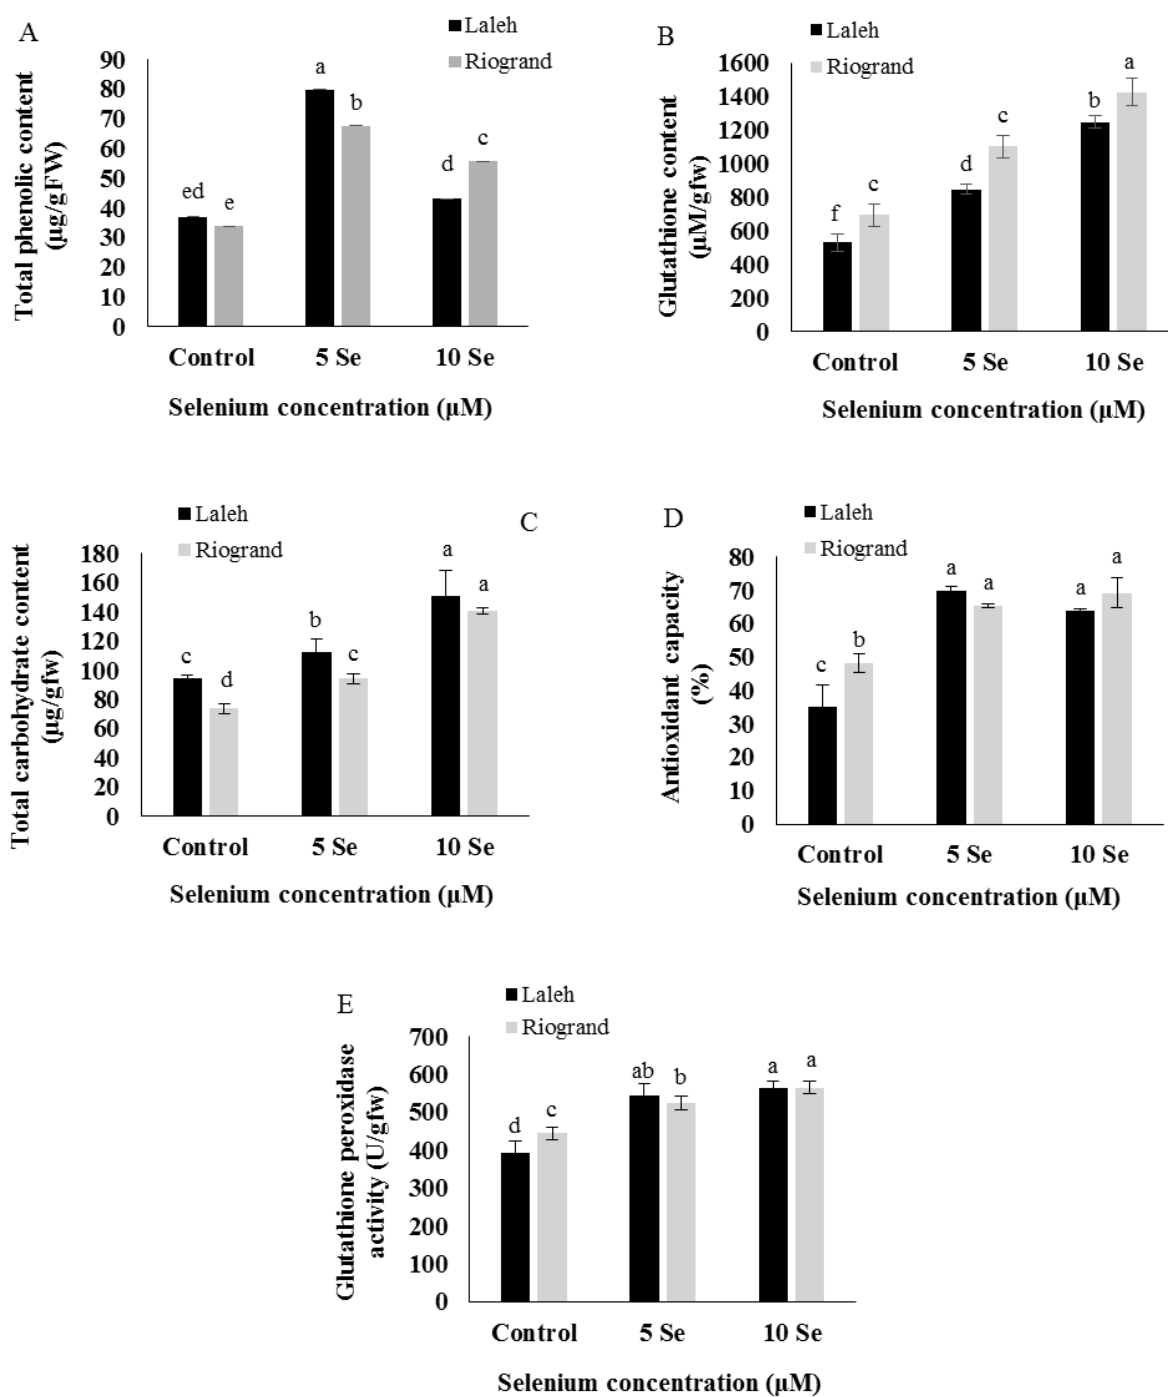 A
Laleh
Riogrand
Total phenolic content
(µg/gFW)
90
80
70
60
50
40
30
20
10
0
ed
e
a
b
d
c
Control
5 Se
10 Se
Selenium concentration (µM)
B
Laleh
Riogrand
Glutathione content
(µM/gfw)
1600
1400
1200
1000
800
600
400
200
0
f
c
d
c
b
a
Control
5 Se
10 Se
Selenium concentration (µM)
C
Laleh
Riogrand
Total carbohydrate content
(µg/gfw)
180
160
140
120
100
80
60
40
20
0
c
d
b
c
a
a
Control
5 Se
10 Se
Selenium concentration (µM)
D
Laleh
Riogrand
Antioxidant capacity
(%)
80
70
60
50
40
30
20
10
0
c
b
a
a
a
a
Control
5 Se
10 Se
Selenium concentration (µM)
E
Laleh
Riogrand
Glutathione peroxidase
activity (U/gfw)
700
600
500
400
300
200
100
0
d
c
ab
b
a
a
Control
5 Se
10 Se
Selenium concentration (µM)